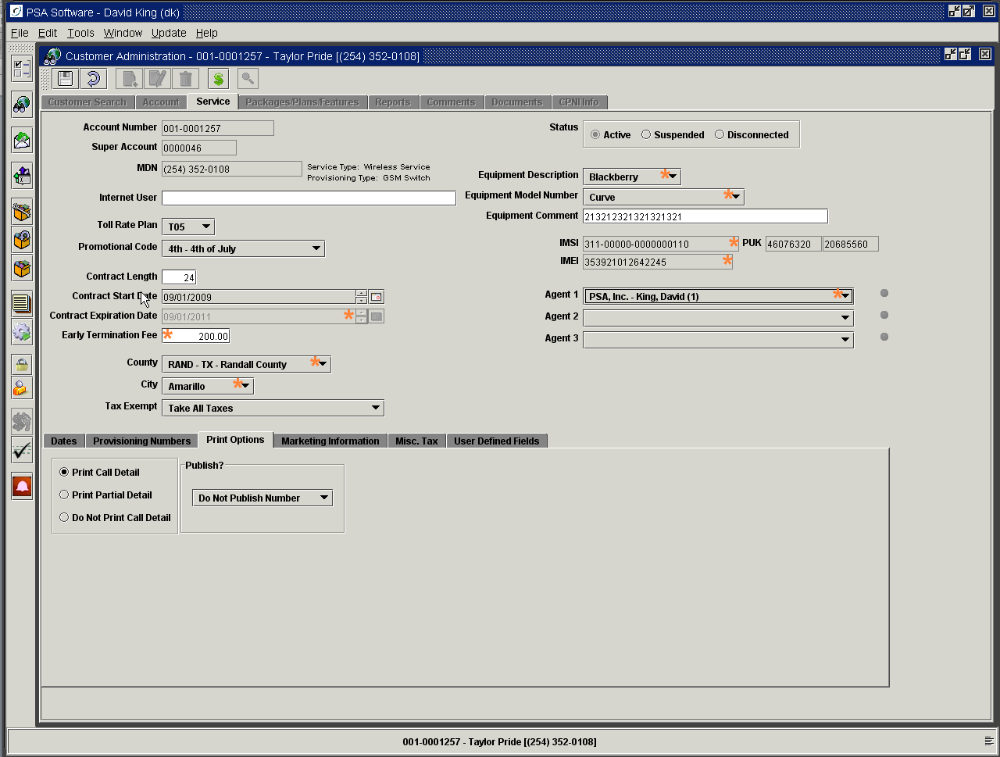 PSA Software - David King (dk)
File Edit Tools Window Update Help
Customer Administration - 001-0001257 - Taylor Pride [(254) 352-0108]
Customer Search Account Service Packages/Plans/Features Reports Comments Documents CPNI Info
Account Number 001-0001257
Super Account 0000046
MDN (254) 352-0108
Service Type: Wireless Service
Provisioning Type: GSM Switch
Internet User
Toll Rate Plan T05
Promotional Code 4th - 4th of July
Contract Length 24
Contract Start Date 09/01/2009
Contract Expiration Date 09/01/2011
Early Termination Fee 200.00
County RAND - TX - Randall County
City Amarillo
Tax Exempt Take All Taxes
Status Active Suspended Disconnected
Equipment Description Blackberry
Equipment Model Number Curve
Equipment Comment 213212321321321321
IMSI 311-00000-0000000110 PUK 46076320 20685560
IMEI 353921012642245
Agent 1 PSA, Inc. - King, David (1)
Agent 2
Agent 3
Dates Provisioning Numbers Print Options Marketing Information Misc. Tax User Defined Fields
Print Call Detail
Print Partial Detail
Do Not Print Call Detail
Publish?
Do Not Publish Number
001-0001257 - Taylor Pride [(254) 352-0108]